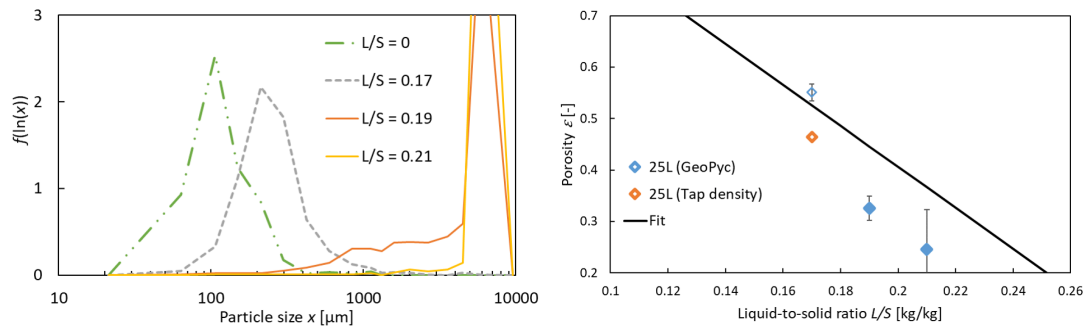 3
2
1
0
f(ln(x))
10
100
1000
10000
Particle size x [µm]
L/S = 0
L/S = 0.17
L/S = 0.19
L/S = 0.21
0.7
0.6
0.5
0.4
0.3
0.2
Porosity ε [-]
25L (GeoPyc)
25L (Tap density)
Fit
0.1
0.12
0.14
0.16
0.18
0.2
0.22
0.24
0.26
Liquid-to-solid ratio L/S [kg/kg]